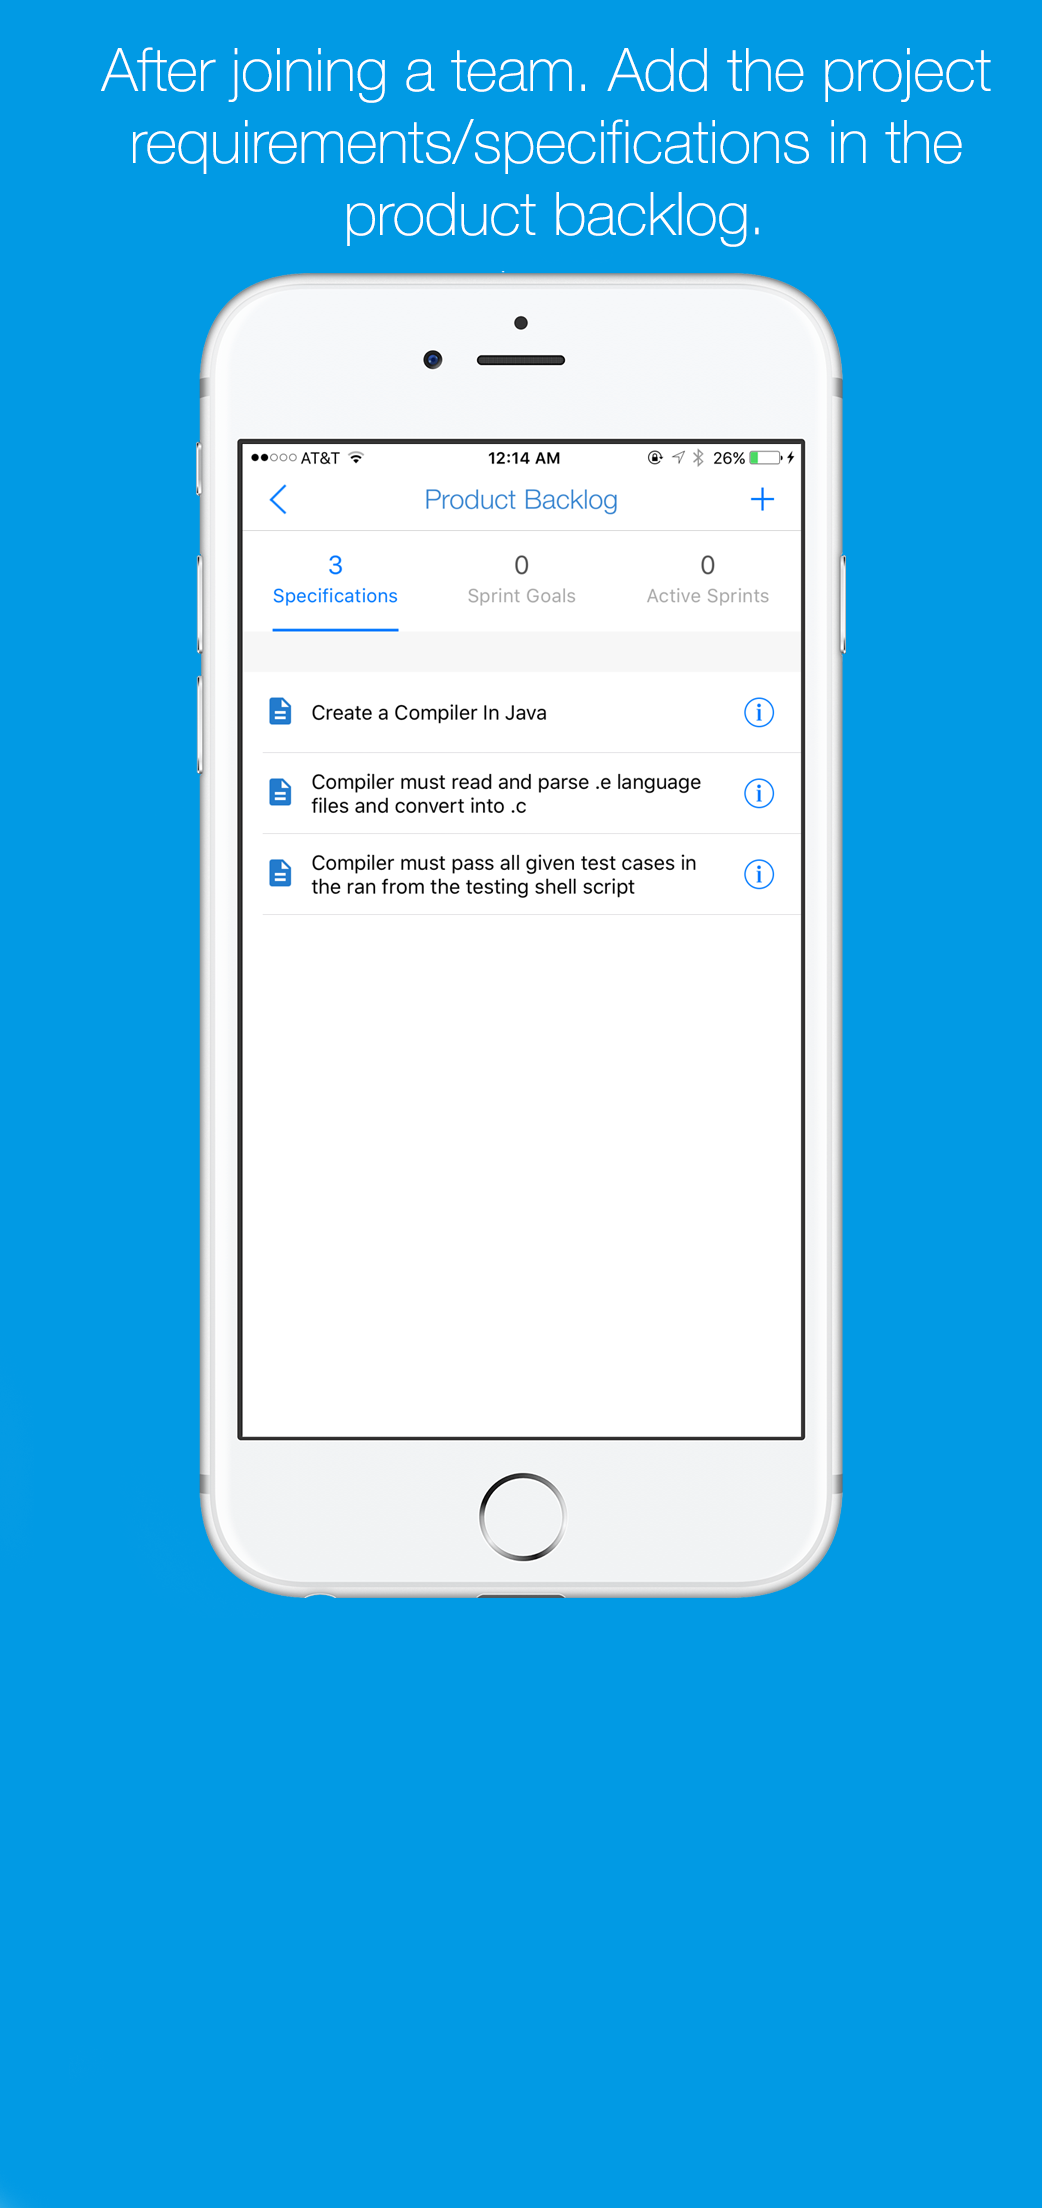 After joining a team. Add the project
requirements/specifications in the
product backlog.
AT&T 12:14 AM 26%
Product Backlog
3 0 0
Specifications Sprint Goals Active Sprints
Create a Compiler In Java
Compiler must read and parse .e language
files and convert into .c
Compiler must pass all given test cases in
the ran from the testing shell script